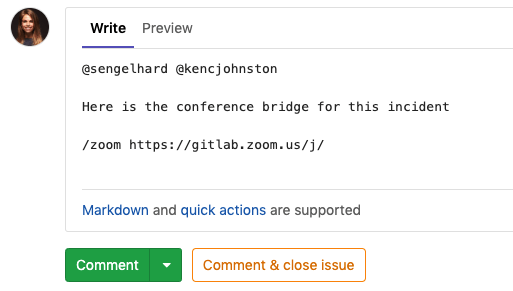 Write Preview
@sengelhard @kencjohnston
Here is the conference bridge for this incident
/zoom https://gitlab.zoom.us/j/
Markdown and quick actions are supported
Comment Comment & close issue